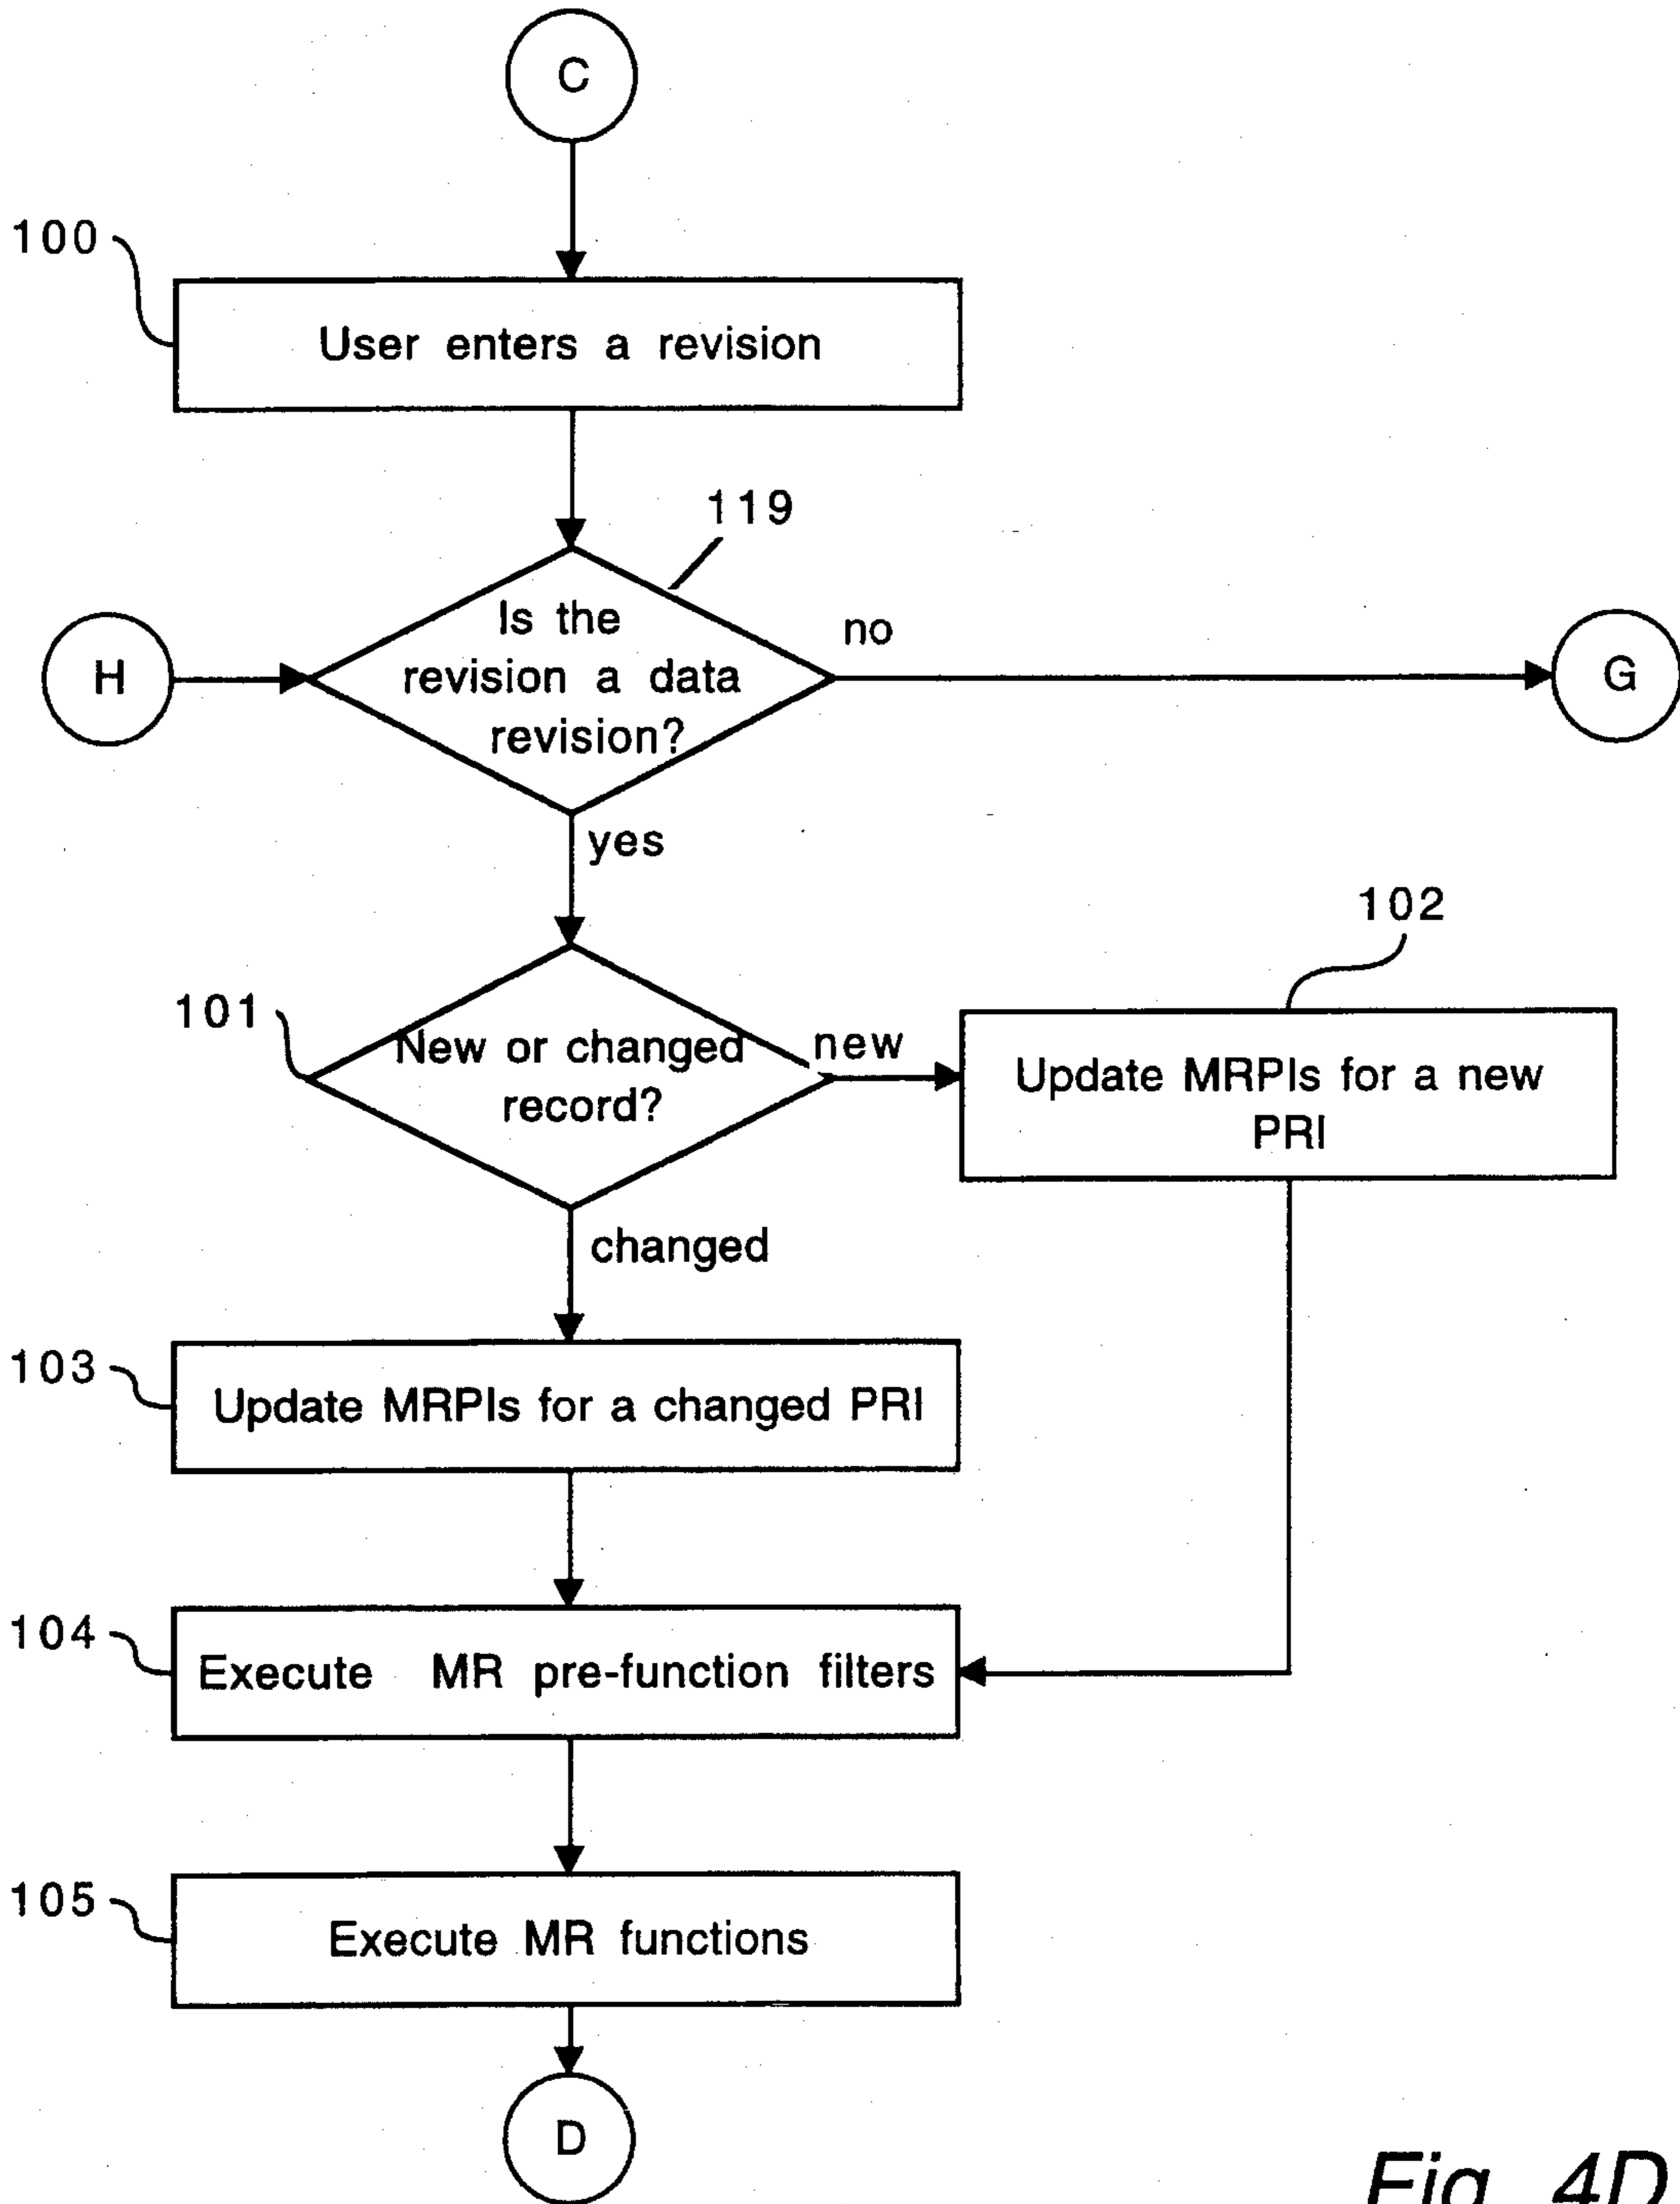 C
100
User enters a revision
119
Is the
revision a data
revision?
no
H
G
yes
102
101
New or changed
record?
new
Update MRPIs for a new
PRI
changed
103
Update MRPIs for a changed PRI
104
Execute MR pre-function filters
105
Execute MR functions
D
Fig. 4D